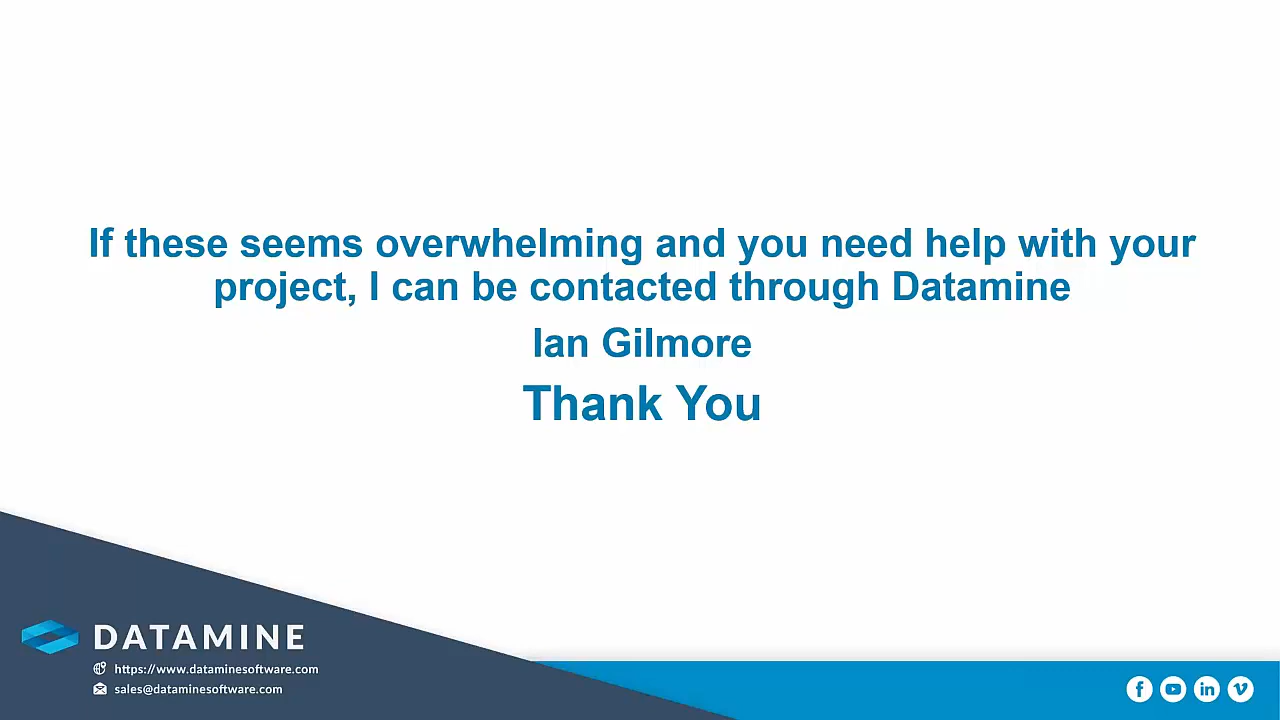 If these seems overwhelming and you need help with your
project, I can be contacted through Datamine
Ian Gilmore
Thank You
DATAMINE
https://www.dataminesoftware.com
sales@dataminesoftware.com